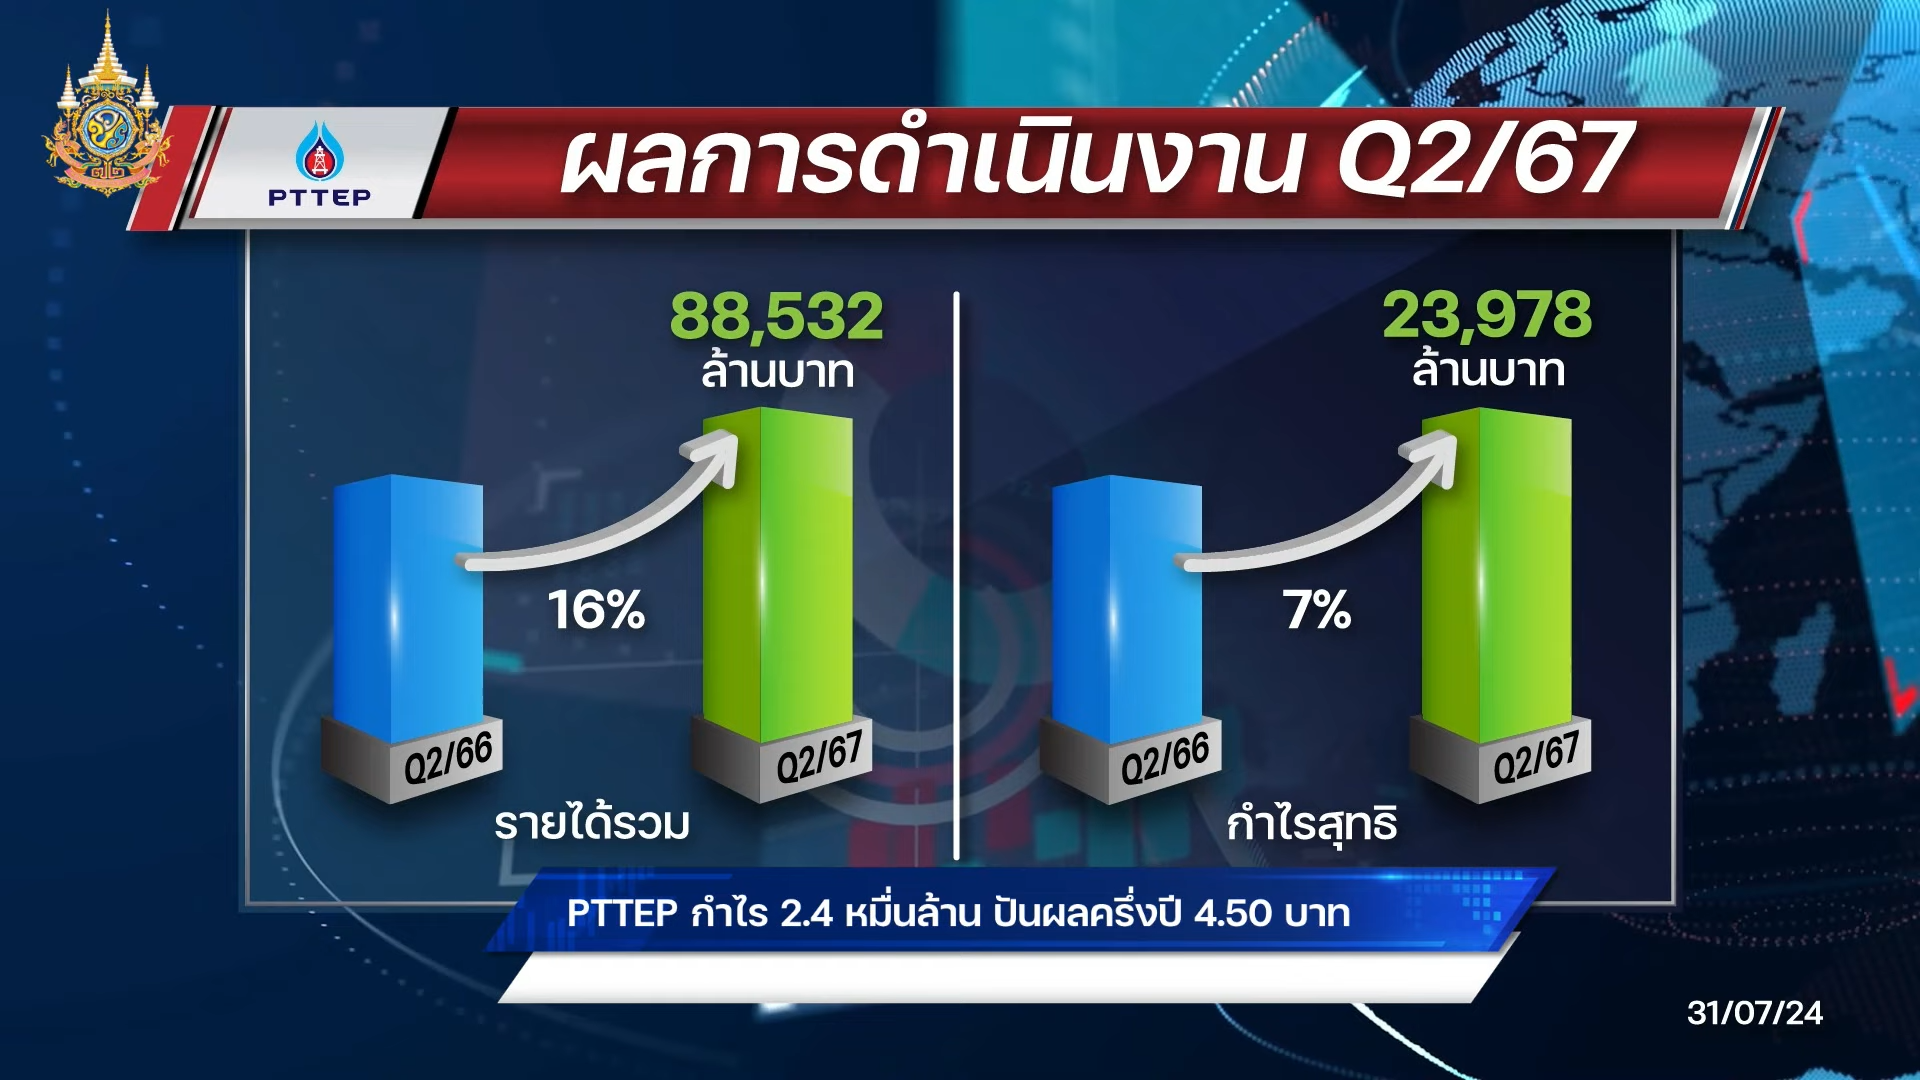 PTTEP
ผลการดำเนินงาน Q2/67
88,532
ล้านบาท
16%
Q2/66
Q2/67
รายได้รวม
23,978
ล้านบาท
7%
Q2/66
Q2/67
กำไรสุทธิ
PTTEP กำไร 2.4 หมื่นล้าน ปันผลครึ่งปี 4.50 บาท
31/07/24